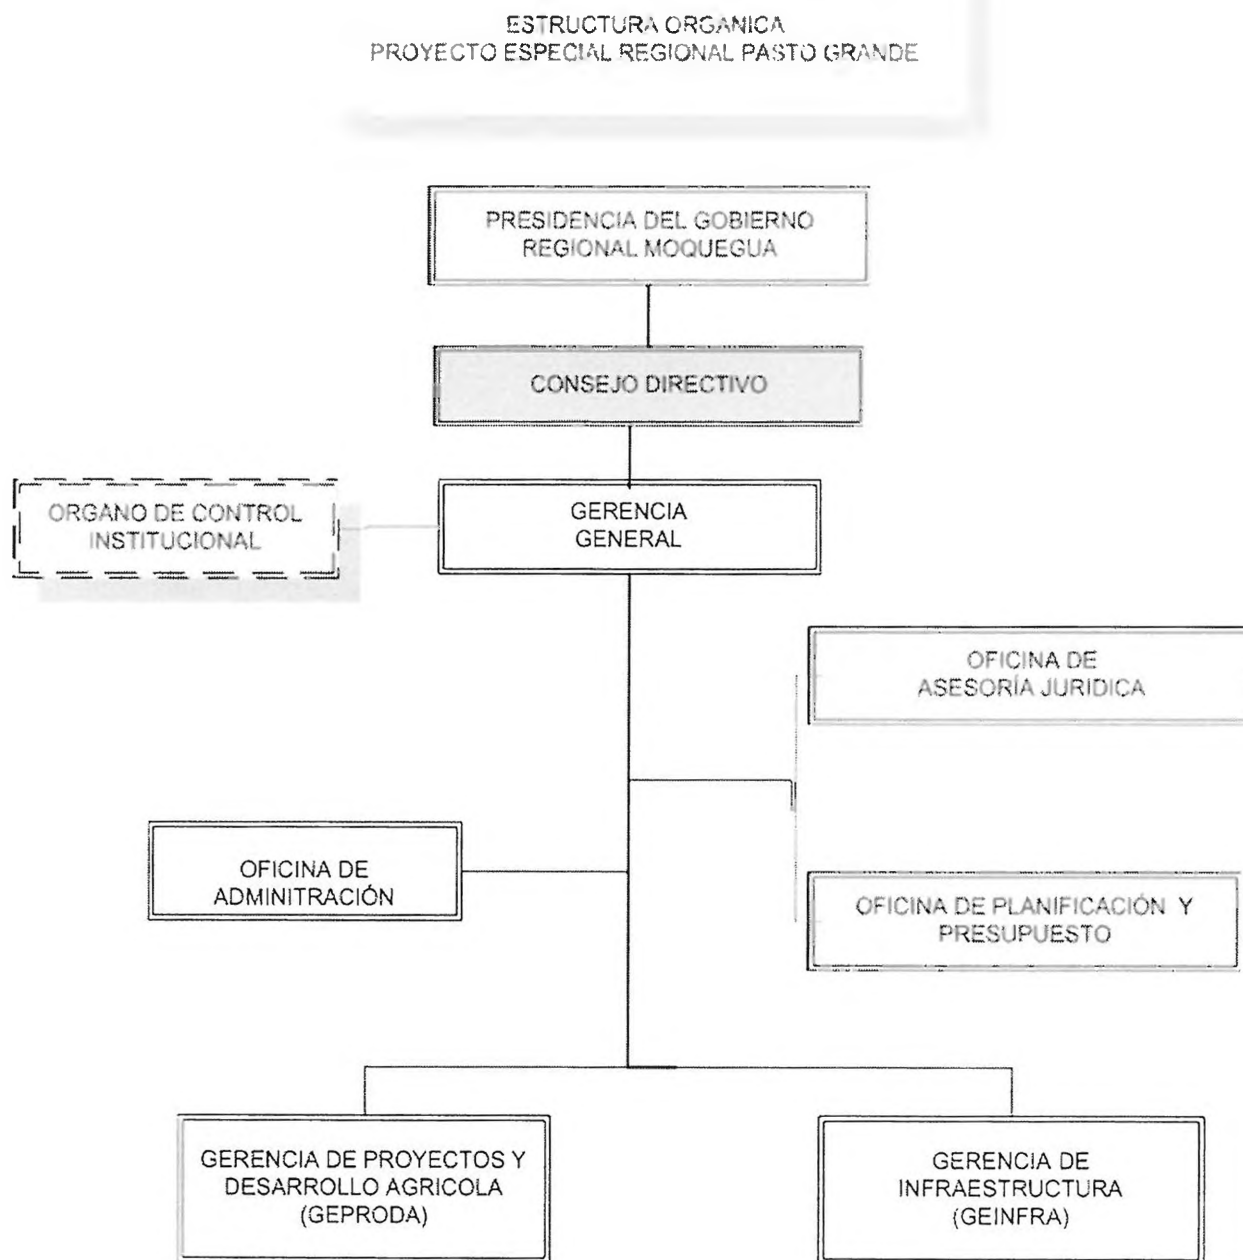 ESTRUCTURA ORGANICA
PROYECTO ESPECIAL REGIONAL PASTO GRANDE
PRESIDENCIA DEL GOBIERNO
REGIONAL MOQUEGUA
CONSEJO DIRECTIVO
ORGANO DE CONTROL
INSTITUCIONAL
GERENCIA
GENERAL
OFICINA DE
ASESORÍA JURIDICA
OFICINA DE
ADMINITRACIÓN
OFICINA DE PLANIFICACIÓN Y
PRESUPUESTO
GERENCIA DE PROYECTOS Y
DESARROLLO AGRICOLA
(GEPRODA)
GERENCIA DE
INFRAESTRUCTURA
(GEINFRA)